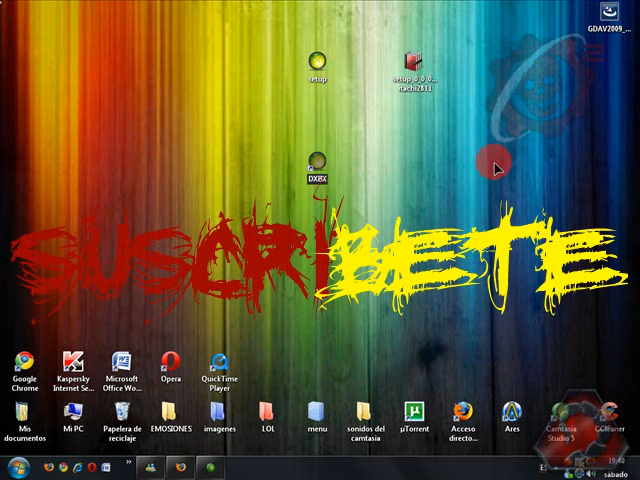 GDAV2009_...
setup
setup_0_0_0...
itachi2811
DXBX
SUSCRIBETE
Google
Chrome
Kaspersky
Internet Se...
Microsoft
Office Wo...
Opera
QuickTime
Player
Mis
documentos
Mi PC
Papelera de
reciclaje
EMOSIONES
imagenes
LOL
menu
sonidos del
camtasia
µTorrent
Acceso
directo...
Ares
Camtasia
Studio 5
CCleaner
ES
19:40
sábado